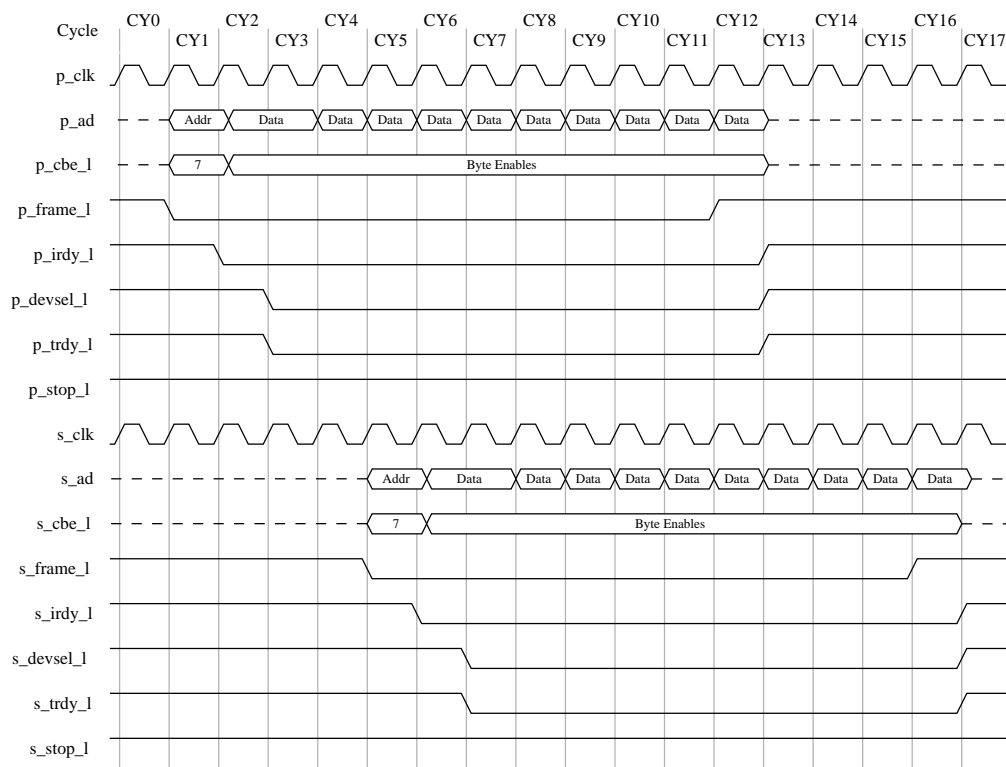 CY0 CY2 CY4 CY6 CY8 CY10 CY12 CY14 CY16
Cycle
CY1 CY3 CY5 CY7 CY9 CY11 CY13 CY15 CY17
p_clk
p_ad Addr Data Data Data Data Data Data Data Data Data Data
p_cbe_l 7 Byte Enables
p_frame_l
p_irdy_l
p_devsel_l
p_trdy_l
p_stop_l
s_clk
s_ad Addr Data Data Data Data Data Data Data Data Data Data
s_cbe_l 7 Byte Enables
s_frame_l
s_irdy_l
s_devsel_l
s_trdy_l
s_stop_l